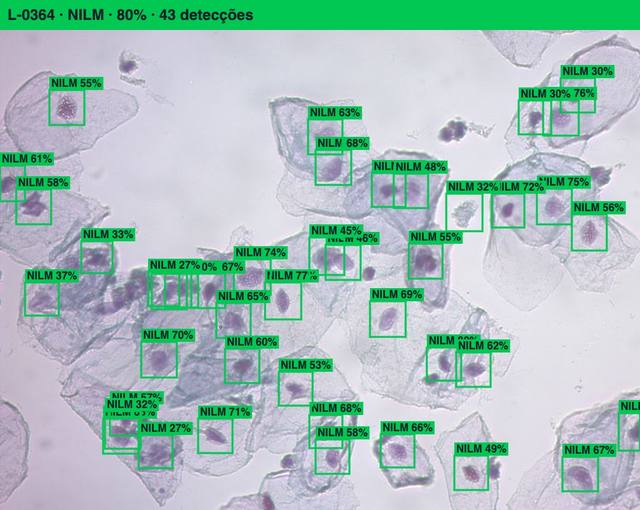 L-0364 · NILM · 80% · 43 detecções
NILM 30%
NILM 55%
NILM 30% 76%
NILM 63%
NILM 68%
NILM 61%
NILM 48%
NILM 58%
NILM 32%
72%
75%
NILM 56%
NILM 33%
NILM 45%
NILM 55%
NILM 74%
NILM 27%
67%
NILM 37%
NILM 77%
NILM 65%
NILM 69%
NILM 70%
NILM 60%
NILM
NILM 62%
NILM 53%
NILM 32%
NILM 71%
NILM 68%
NILM 27%
NILM 58%
NILM 66%
NILM 49%
NILM 67%